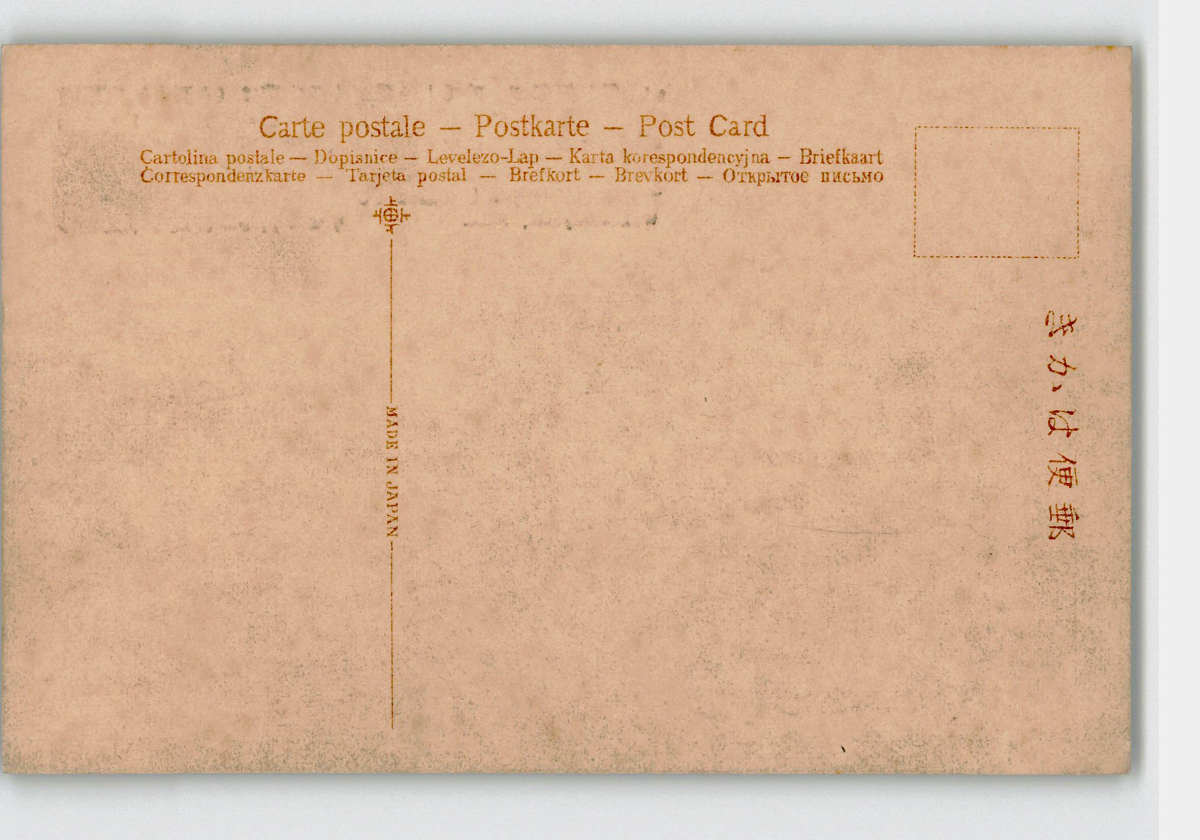 Carte postale — Postkarte — Post Card
Cartolina postale — Dopisnice — Levelezo-Lap — Karta korespondencyjna — Briefkaart
Correspondenzkarte — Tarjeta postal — Brefkort — Brevkort — Открытое письмо
MADE IN JAPAN
きかは便郵